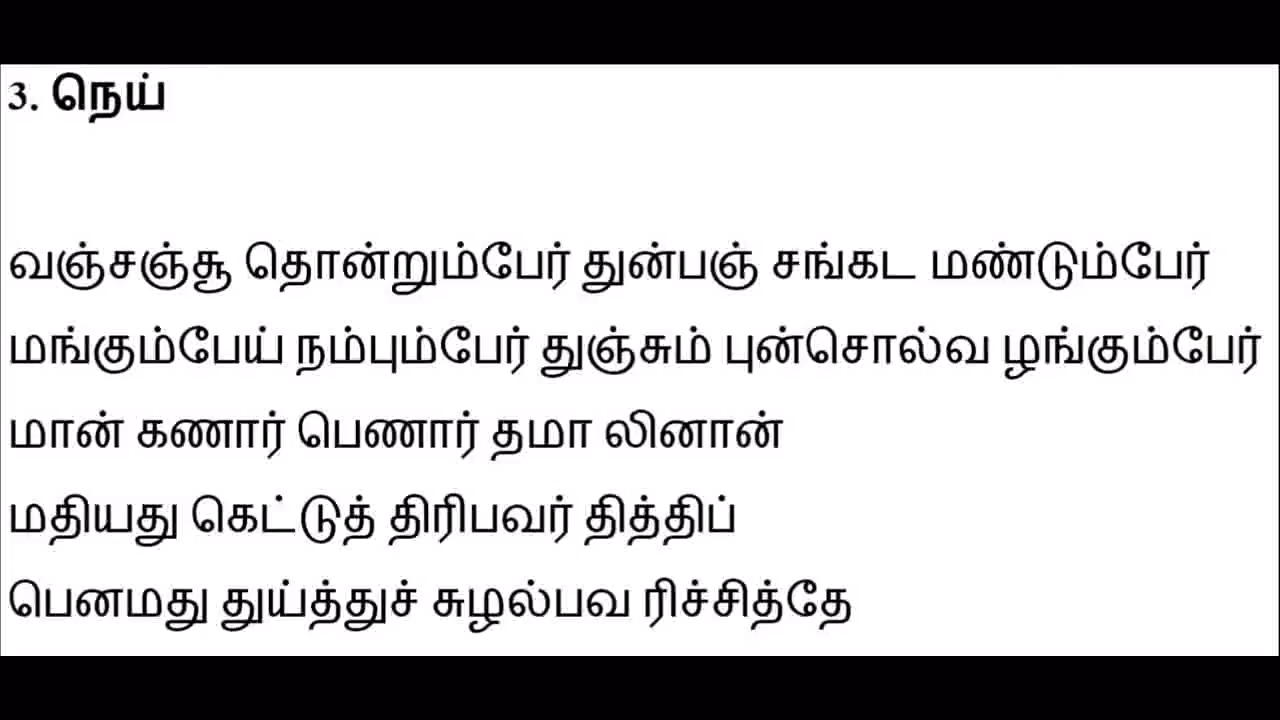 3. நெய்
வஞ்சஞ்சூ தொன்றும்பேர் துன்பஞ் சங்கட மண்டும்பேர்
மங்கும்பேய் நம்பும்பேர் துஞ்சும் புன்சொல்வ ழங்கும்பேர்
மான் கணார் பெணார் தமா லினான்
மதியது கெட்டுத் திரிபவர் தித்திப்
பெனமது துய்த்துச் சுழல்பவ ரிச்சித்தே